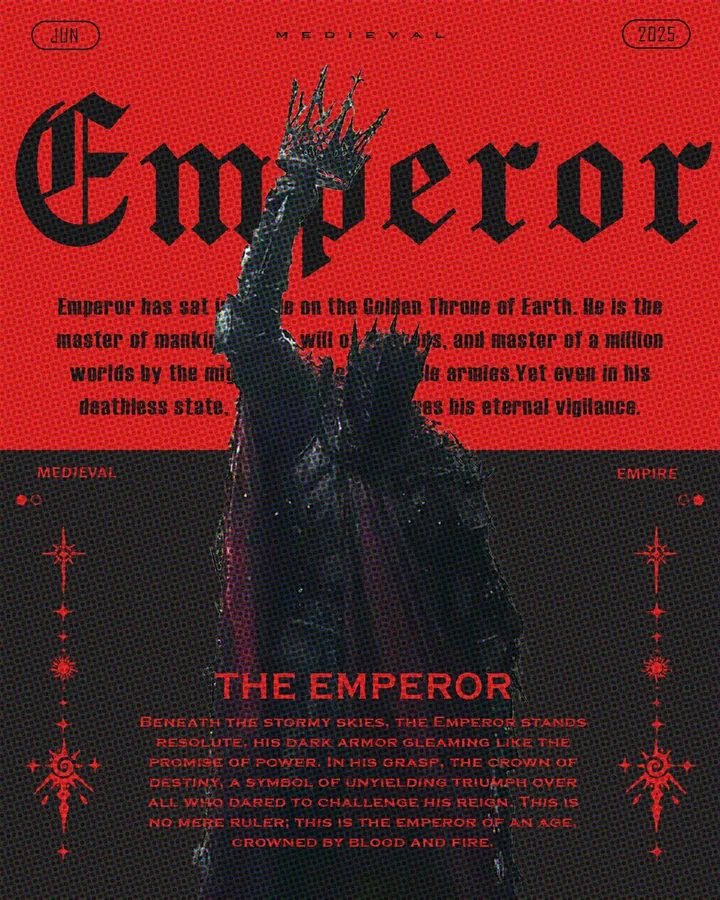 JUN
MEDIEVAL
2025
Emperor
Emperor has sat on the Golden Throne of Earth. He is the
master of will of and master of a million
worlds by the armies.Yet even in his
deathless state, his eternal vigilance.
MEDIEVAL
EMPIRE
THE EMPEROR
BENEATH THE STORMY SKIES, THE EMPEROR STANDS
RESOLUTE, HIS DARK ARMOR GLEAMING LIKE THE
PROMISE OF POWER. IN HIS GRASP, THE CROWN OF
DESTINY, A SYMBOL OF UNYIELDING TRIUMPH OVER
ALL WHO DARED TO CHALLENGE HIS REIGN. THIS IS
NO MERE RULER; THIS IS THE EMPEROR OF AN AGE,
CROWNED BY BLOOD AND FIRE.